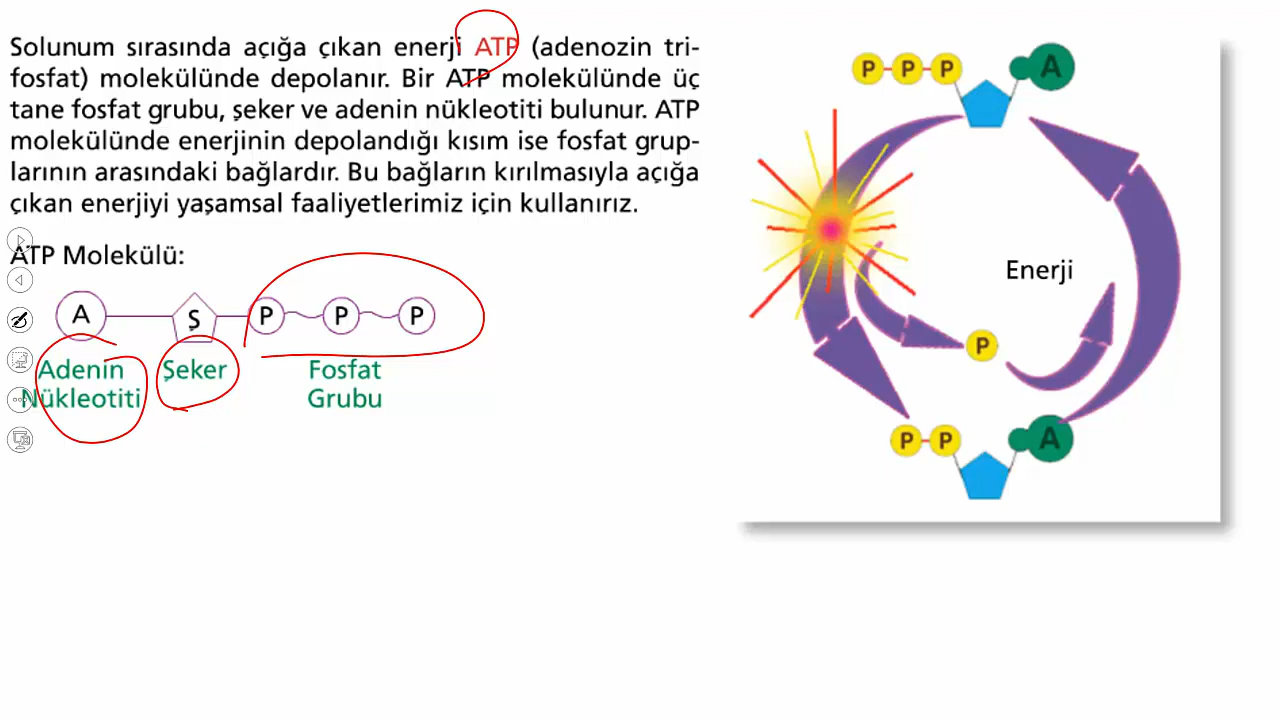 Solunum sırasında açığa çıkan enerji ATP (adenozin tri-
fosfat) molekülünde depolanır. Bir ATP molekülünde üç
tane fosfat grubu, şeker ve adenin nükleotiti bulunur. ATP
molekülünde enerjinin depolandığı kısım ise fosfat grup-
larının arasındaki bağlardır. Bu bağların kırılmasıyla açığa
çıkan enerjiyi yaşamsal faaliyetlerimiz için kullanırız.
ATP Molekülü:
A Ş P P P
Adenin Şeker Fosfat
Nükleotiti Grubu
P P P A
Enerji
P
P P A